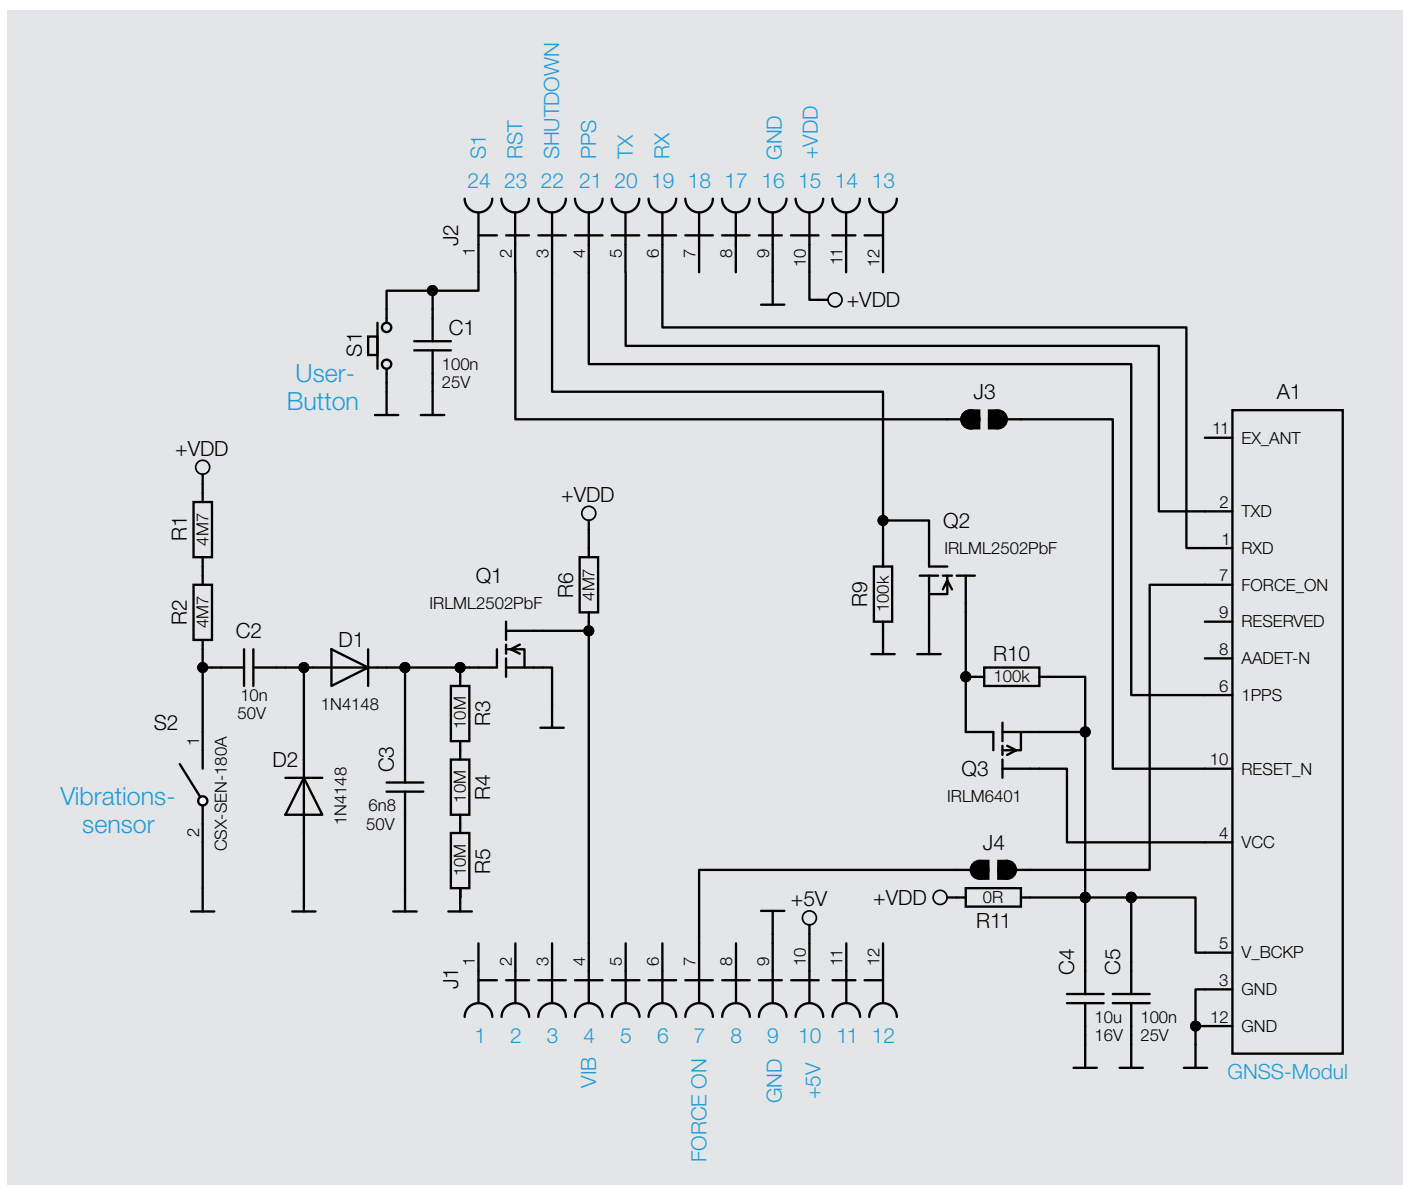 S1
RST
SHUTDOWN
PPS
TX
RX
GND
+VDD
24 23 22 21 20 19 18 17 16 15 14 13
J2
1 2 3 4 5 6 7 8 9 10 11 12
+VDD
S1
C1
100n
25V
User-
Button
J3
A1
11 EX_ANT
2 TXD
1 RXD
7 FORCE_ON
9 RESERVED
8 AADET-N
6 1PPS
10 RESET_N
4 VCC
5 V_BCKP
3 GND
12 GND
GNSS-Modul
+VDD
R1
4M7
R2
4M7
C2
10n
50V
D1
1N4148
S2
1
2
CSX-SEN-180A
Vibrations-
sensor
D2
1N4148
C3
6n8
50V
R3
10M
R4
10M
R5
10M
Q1
IRLML2502PbF
+VDD
R6
4M7
Q2
IRLML2502PbF
R9
100k
R10
100k
Q3
IRLM6401
J4
+VDD
0R
R11
C4
10u
16V
C5
100n
25V
+5V
J1
1 2 3 4 5 6 7 8 9 10 11 12
1 2 3 4 5 6 7 8 9 10 11 12
VIB
FORCE ON
GND
+5V